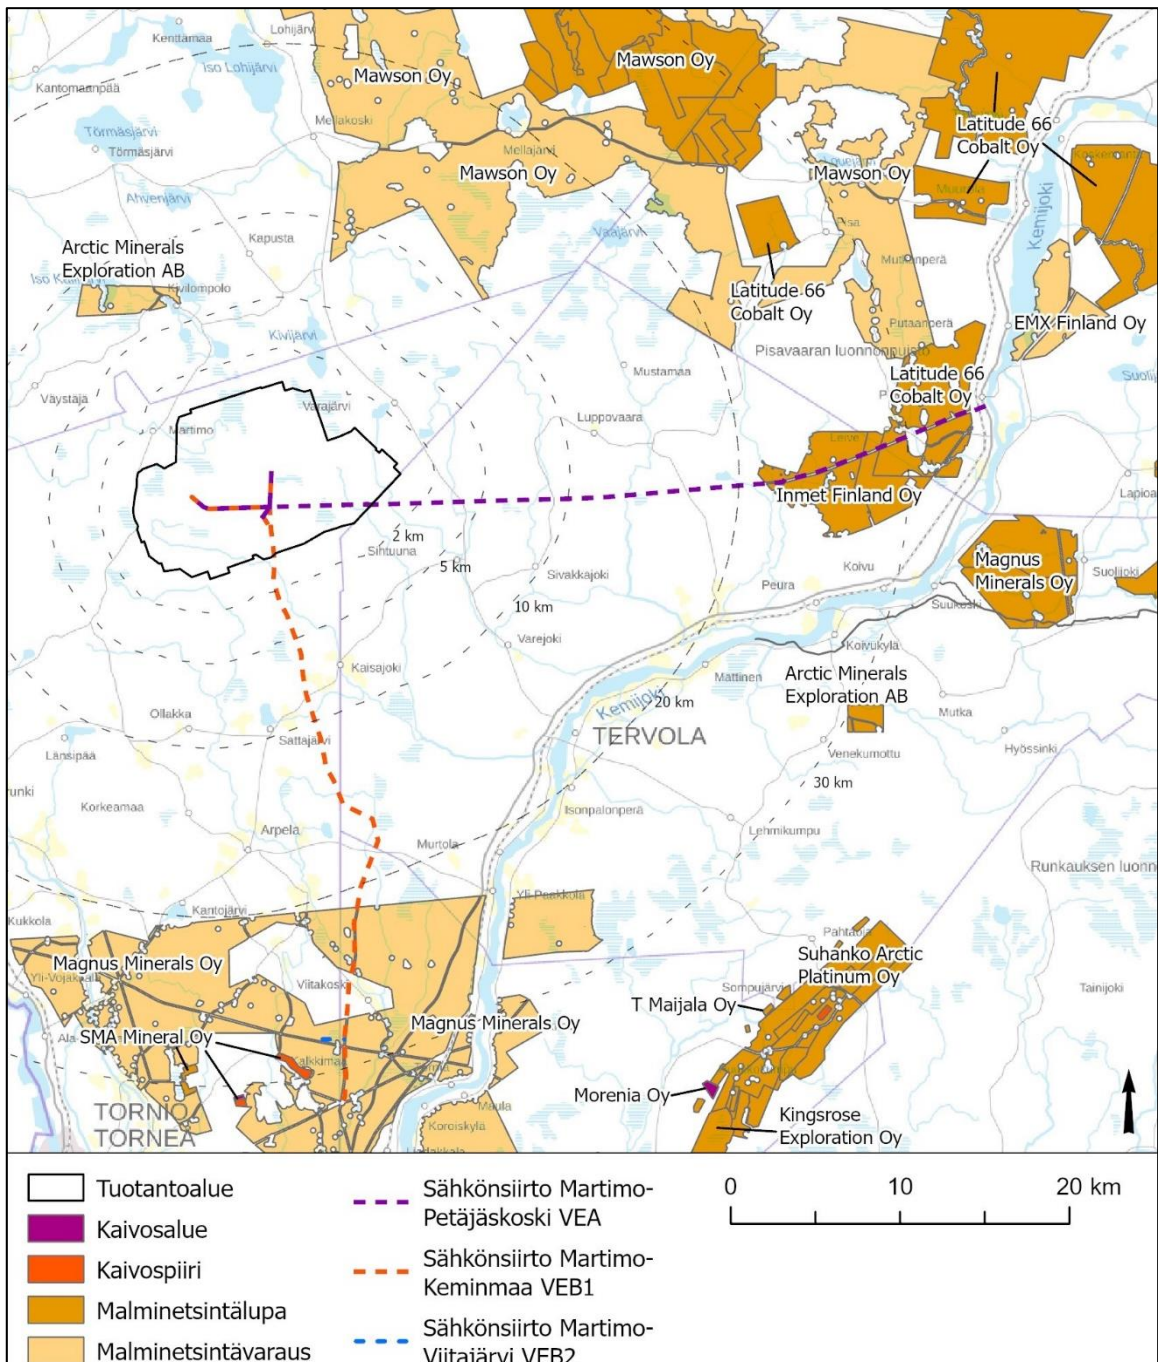 Lohijärvi
Kenttämaa
Iso Lohijärvi
Kantomaanpää
Mawson Oy
Mawson Oy
Latitude 66
Cobalt Oy
Törmäsjärvi
Törmäsjärvi
Mellakoski
Mellajärvi
Mawson Oy
Mawson Oy
Ahvenjärvi
Vaajärvi
Kemijoki
Kapusta
Arctic Minerals
Exploration AB
Kivilompolo
Pisa
Mutkanperä
Latitude 66
Cobalt Oy
Putaanperä
EMX Finland Oy
Kivijärvi
Pisavaaran luonnonpuisto
Mustamaa
Latitude 66
Cobalt Oy
Väystäjä
Varajärvi
Martimo
Luppovaara
Inmet Finland Oy
2 km
Sintuuna
5 km
Sivakkajoki
10 km
Peura
Koivu
Magnus
Minerals Oy
Suolijoki
Suukoski
Varejoki
Kaisajoki
Koivukylä
Mattinen
Arctic Minerals
Exploration AB
Kemijoki
20 km
Ollakka
Sattajärvi
TERVOLA
Mutka
Länsipää
Venekumottu
Hyössinki
30 km
Korkeamaa
Isonpalonperä
Arpela
Murtola
Lehmikumpu
Yli-Paakkola
Kantojärvi
Kukkola
Pahtaoja
Magnus Minerals Oy
Suhanko Arctic
Platinum Oy
Viitakoski
Sompujärvi
Tainijoki
T Maijala Oy
SMA Mineral Oy
Magnus Minerals Oy
Kalkkimaa
Morenia Oy
TORNIO
TORNEÅ
Maula
Koroiskylä
Kingsrose
Exploration Oy
Tuotantoalue
Kaivosalue
Kaivospiiri
Malminetsintälupa
Malminetsintävaraus
Sähkönsiirto Martimo-
Petäjäskoski VEA
Sähkönsiirto Martimo-
Keminmaa VEB1
Sähkönsiirto Martimo-
Viitajärvi VEB2
0 10 20 km